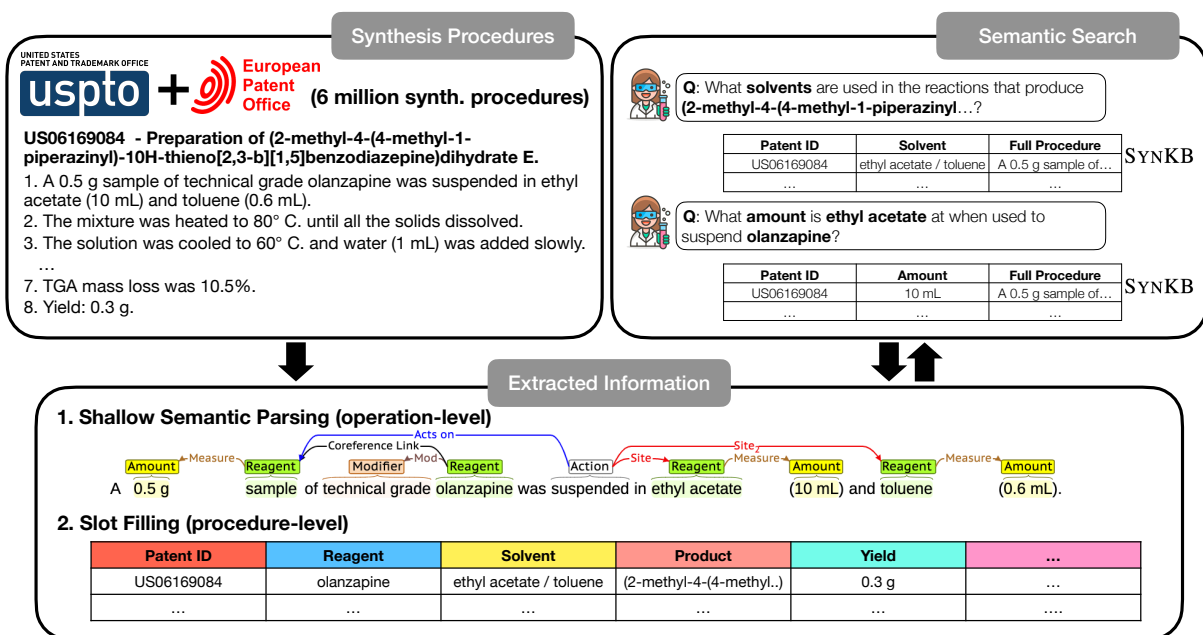 Synthesis Procedures
UNITED STATES
PATENT AND TRADEMARK OFFICE
uspto
+
European
Patent
Office
(6 million synth. procedures)
US06169084 - Preparation of (2-methyl-4-(4-methyl-1-
piperazinyl)-10H-thieno[2,3-b][1,5]benzodiazepine)dihydrate E.
1. A 0.5 g sample of technical grade olanzapine was suspended in ethyl
acetate (10 mL) and toluene (0.6 mL).
2. The mixture was heated to 80° C. until all the solids dissolved.
3. The solution was cooled to 60° C. and water (1 mL) was added slowly.
...
7. TGA mass loss was 10.5%.
8. Yield: 0.3 g.
Semantic Search
Q: What solvents are used in the reactions that produce
(2-methyl-4-(4-methyl-1-piperazinyl...?
Patent ID Solvent Full Procedure
US06169084 ethyl acetate / toluene A 0.5 g sample of...
... ... ...
SYNKB
Q: What amount is ethyl acetate at when used to
suspend olanzapine?
Patent ID Amount Full Procedure
US06169084 10 mL A 0.5 g sample of...
... ... ...
SYNKB
Extracted Information
1. Shallow Semantic Parsing (operation-level)
Acts on
Coreference Link Site2
Measure Mod Site Measure Measure
Amount Reagent Modifier Reagent Action Reagent Amount Reagent Amount
A 0.5 g sample of technical grade olanzapine was suspended in ethyl acetate (10 mL) and toluene (0.6 mL).
2. Slot Filling (procedure-level)
Patent ID Reagent Solvent Product Yield ...
US06169084 olanzapine ethyl acetate / toluene (2-methyl-4-(4-methyl..) 0.3 g ...
... ... ... ... ... ....